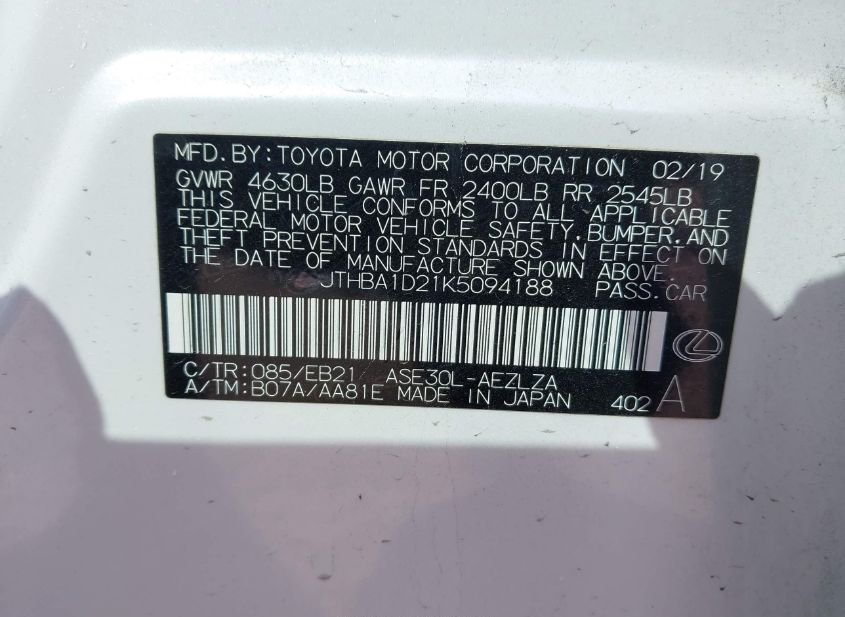 MFD.BY:TOYOTA MOTOR CORPORATION 02/19
GVWR 4630LB GAWR FR 2400LB RR 2545LB
THIS VEHICLE CONFORMS TO ALL APPLICABLE
FEDERAL MOTOR VEHICLE SAFETY,BUMPER,AND
THEFT PREVENTION STANDARDS IN EFFECT ON
THE DATE OF MANUFACTURE SHOWN ABOVE.
JTHBA1D21K5094188 PASS.CAR
C/TR:085/EB21 ASE30L-AEZLZA
A/TM:B07A/AA81E MADE IN JAPAN 402 A